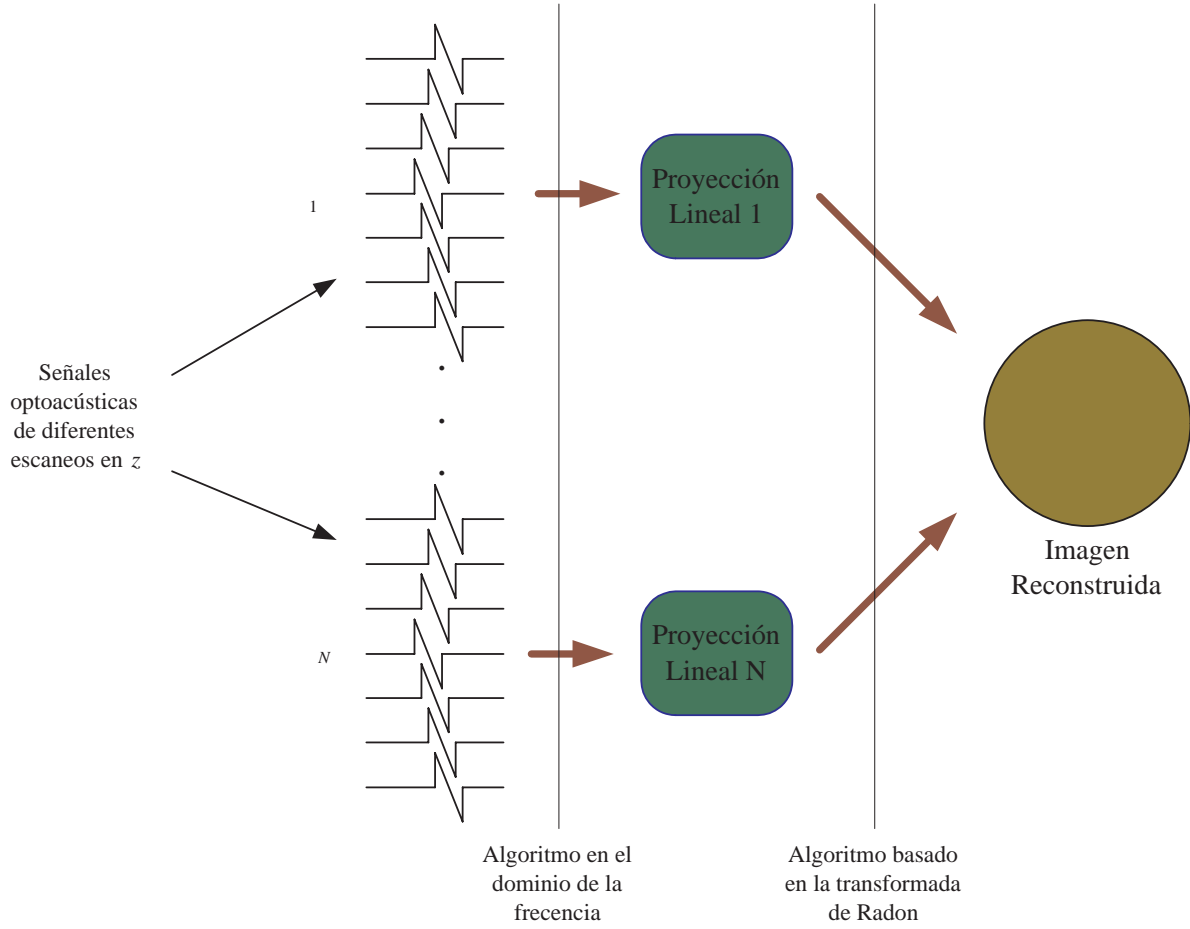 1
Proyección
Lineal 1
Señales
optoacústicas
de diferentes
escaneos en z
Imagen
Reconstruida
N
Proyección
Lineal N
Algoritmo en el
dominio de la
frecencia
Algoritmo basado
en la transformada
de Radon